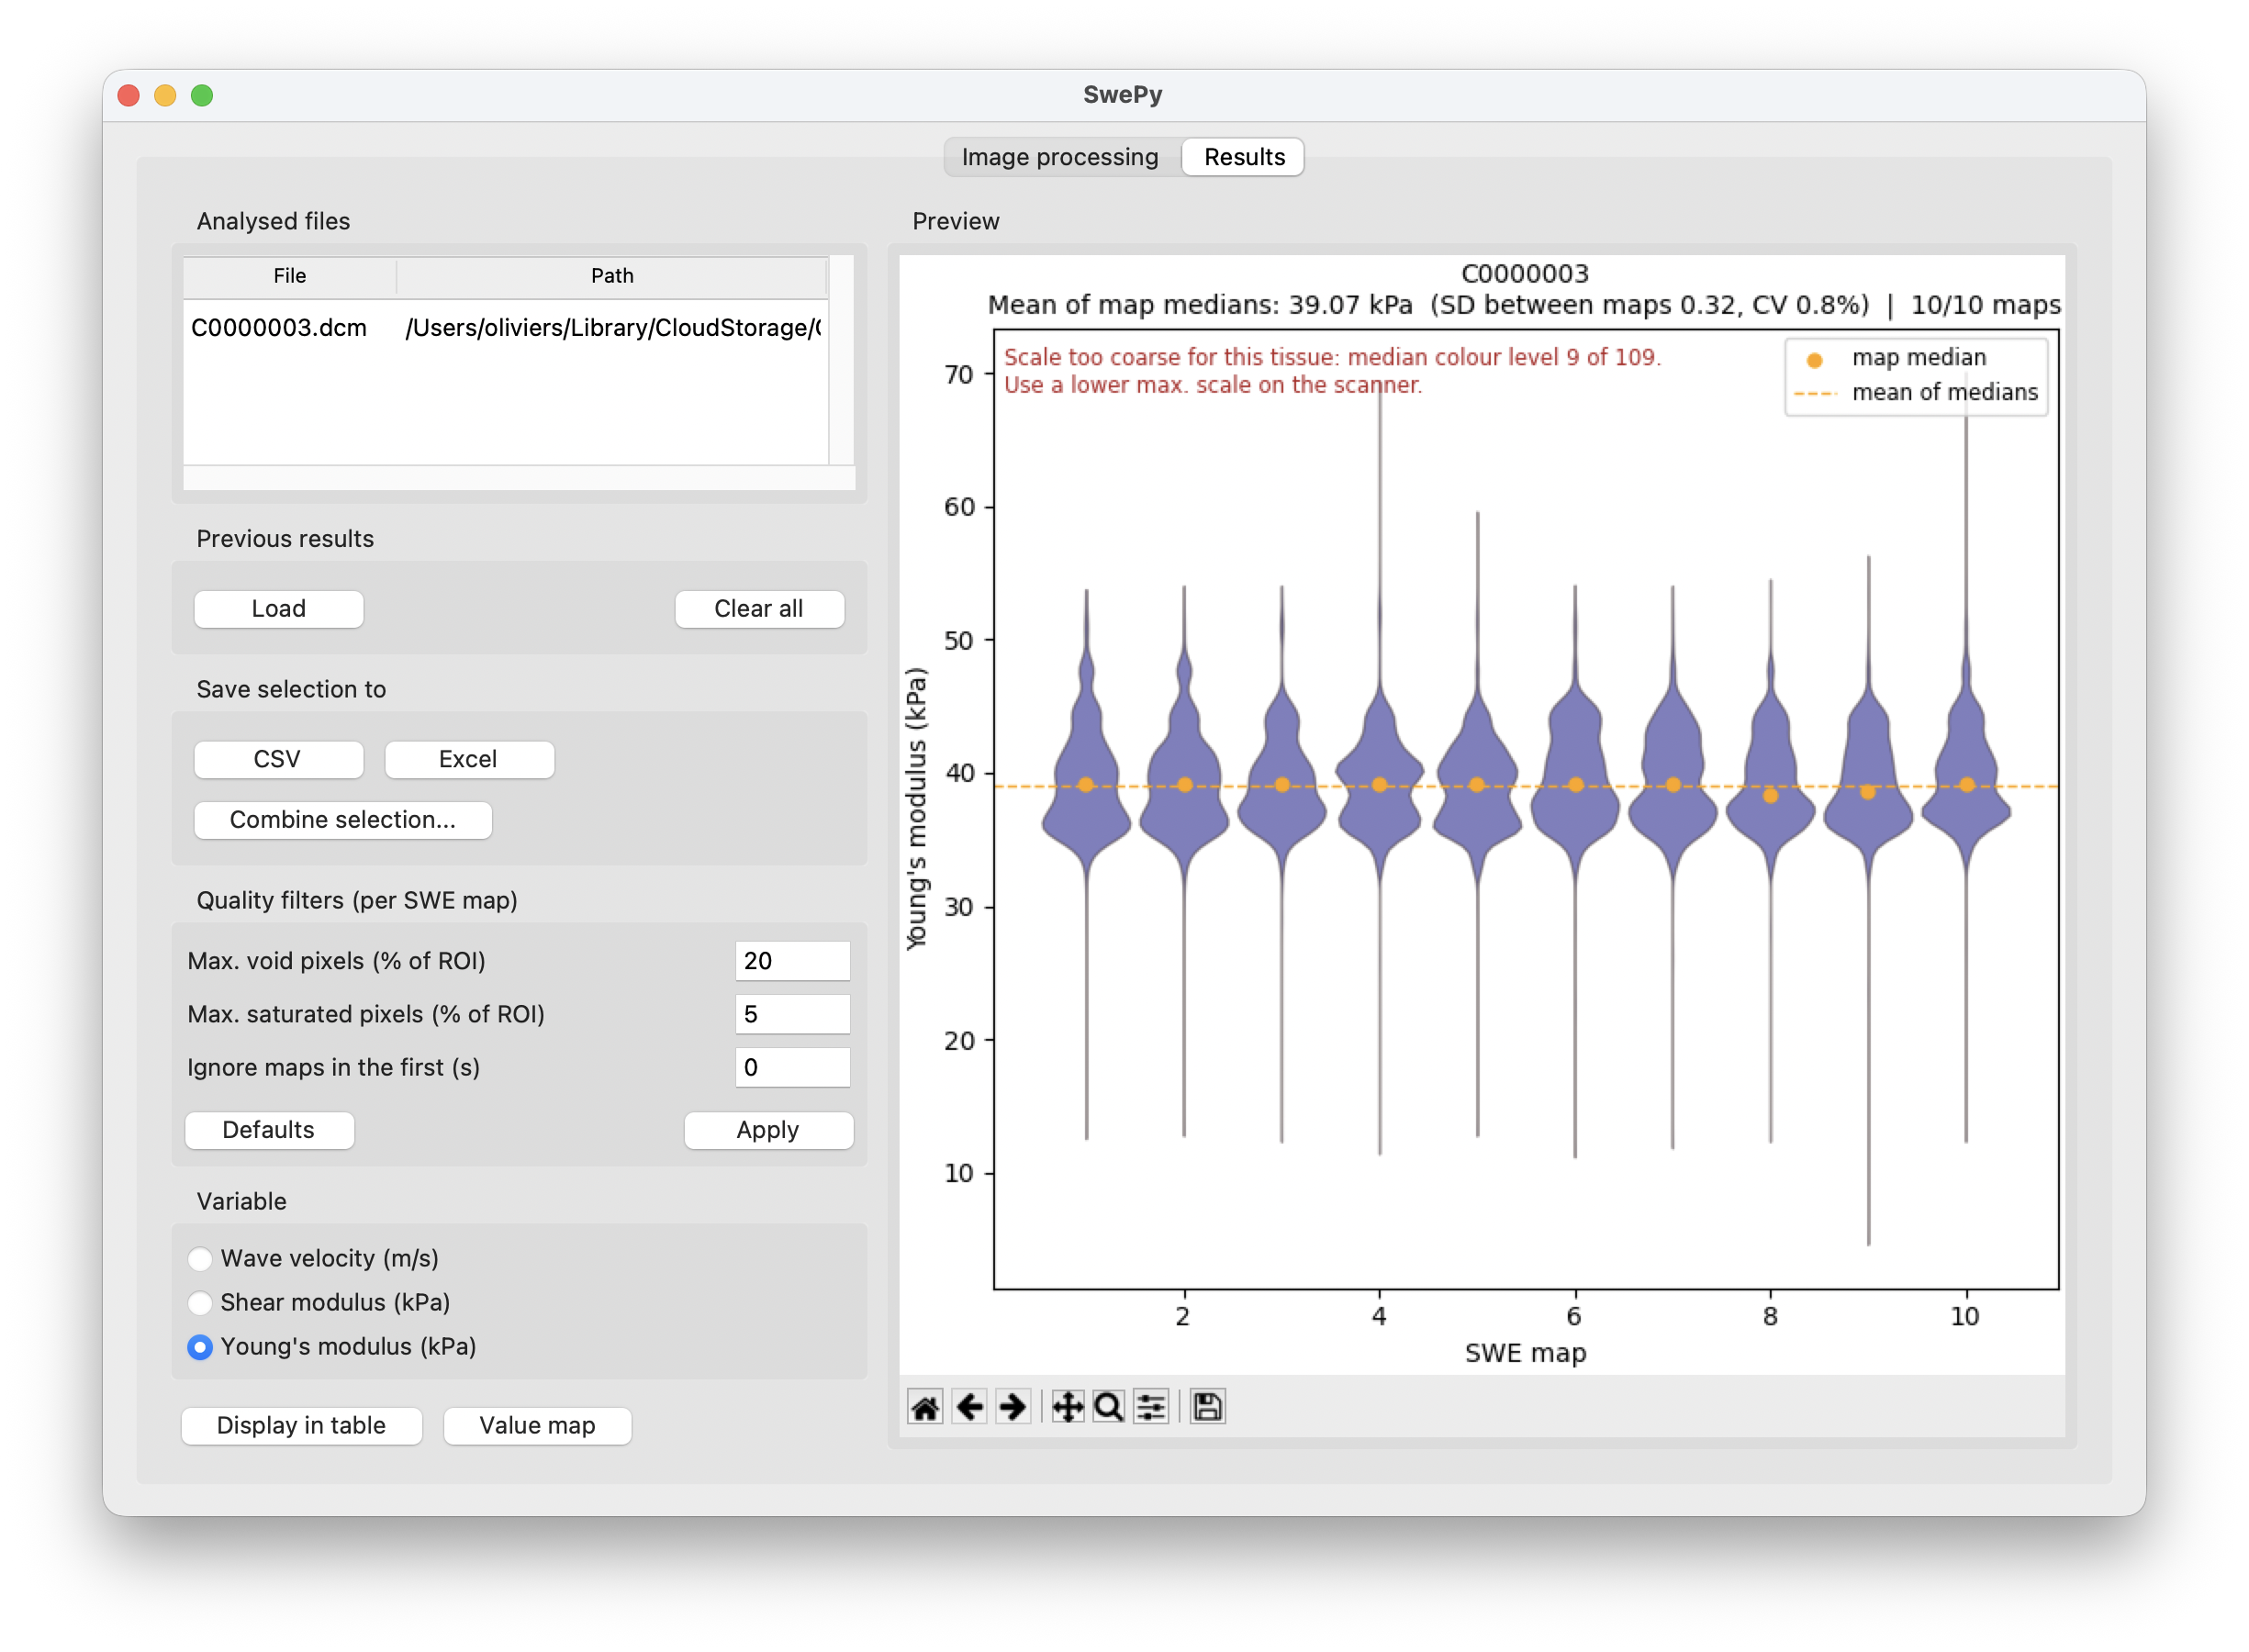 SwePy
Image processing
Results
Analysed files
File
Path
C0000003.dcm
/Users/oliviers/Library/CloudStorage/
Previous results
Load
Clear all
Save selection to
CSV
Excel
Combine selection...
Quality filters (per SWE map)
Max. void pixels (% of ROI)
20
Max. saturated pixels (% of ROI)
5
Ignore maps in the first (s)
0
Defaults
Apply
Variable
Wave velocity (m/s)
Shear modulus (kPa)
Young's modulus (kPa)
Display in table
Value map
Preview
C0000003
Mean of map medians: 39.07 kPa (SD between maps 0.32, CV 0.8%) | 10/10 maps
Scale too coarse for this tissue: median colour level 9 of 109.
Use a lower max. scale on the scanner.
map median
mean of medians
Young's modulus (kPa)
70
60
50
40
30
20
10
2
4
6
8
10
SWE map